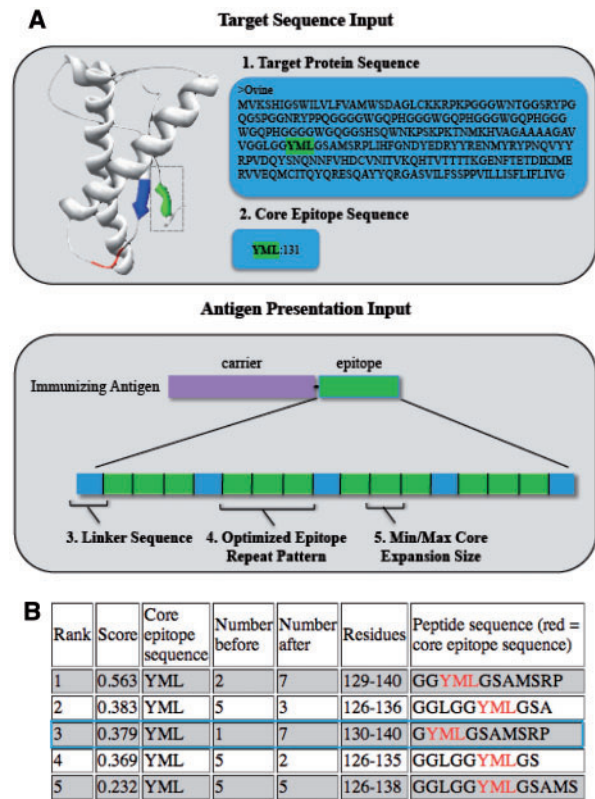 A
Target Sequence Input
1. Target Protein Sequence
>Ovine
MVKSHIGSWILVLFVAMWSDAGLCKKRPKPGGGWNTGGSRYPG
QGSPGGNRYPPQGGGGWGQPHGGGWGQPHGGGWGQPHGGG
WGQPHGGGGWGQGGSHSQWNKPSKPKTNMKHVAGAAAAGAV
VGGLGGYMLGSAMSRPLIHFGNDYEDRYYRENMYRYPNQVYY
RPVDQYSNQNNFVHDCVNITVKQHTVTTTTKGENFTETDIKIME
RVVEQMCITQYQRESQAYYQRGASVILFSSPPVILLISFLIFLIVG
2. Core Epitope Sequence
YML:131
Antigen Presentation Input
carrier epitope
Immunizing Antigen
3. Linker Sequence 4. Optimized Epitope 5. Min/Max Core
Repeat Pattern Expansion Size
B
Rank Score Core epitope sequence Number before Number after Residues Peptide sequence (red = core epitope sequence)
1 0.563 YML 2 7 129-140 GGYMLGSAMSRP
2 0.383 YML 5 3 126-136 GGLGGYMLGSA
3 0.379 YML 1 7 130-140 GYMLGSAMSRP
4 0.369 YML 5 2 126-135 GGLGGYMLGS
5 0.232 YML 5 5 126-138 GGLGGYMLGSAMS